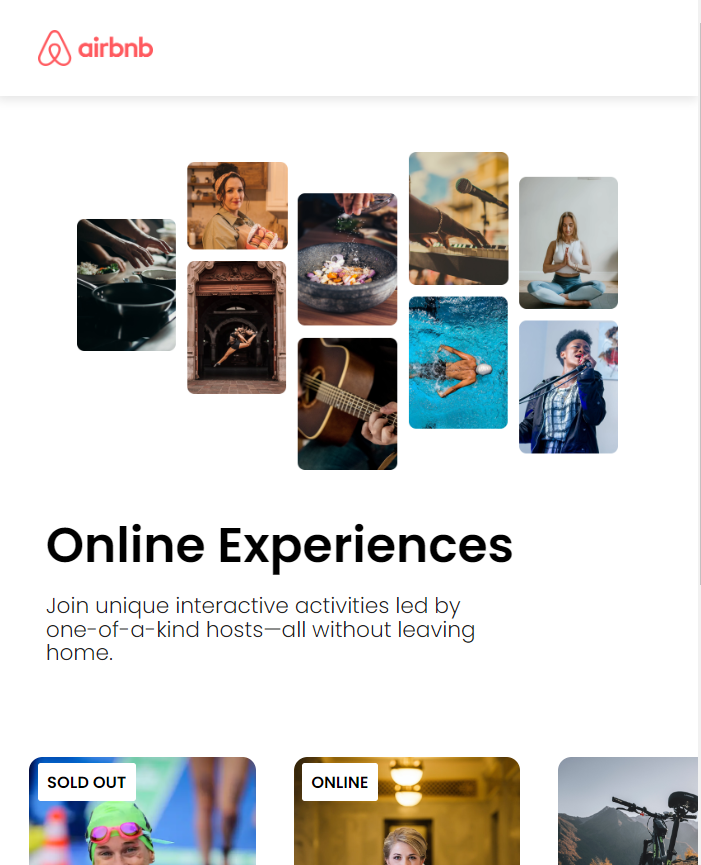 airbnb
Online Experiences
Join unique interactive activities led by
one-of-a-kind hosts—all without leaving
home.
SOLD OUT
ONLINE